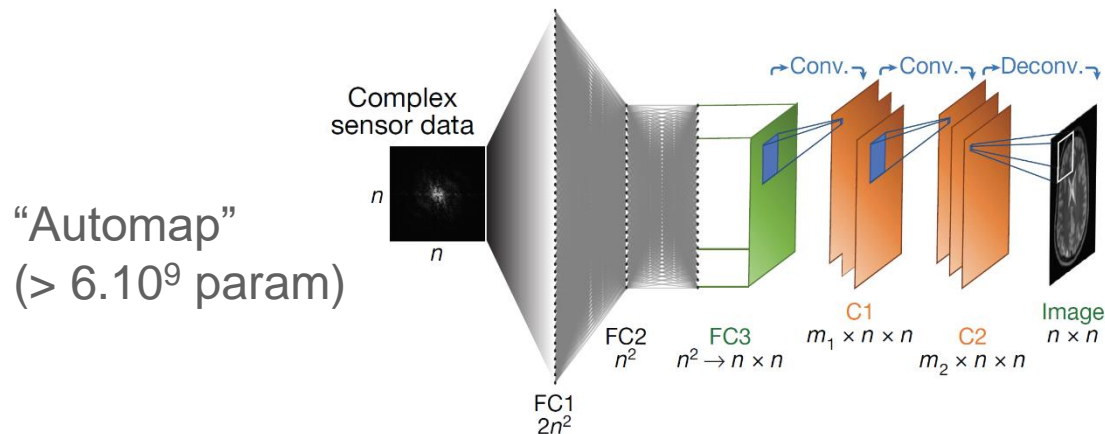 “Automap”
(> 6.10⁹ param)
Complex
sensor data
n
n
FC1
2n²
FC2
n²
FC3
n² → n × n
Conv.
Conv.
Deconv.
C1
m₁ × n × n
C2
m₂ × n × n
Image
n × n